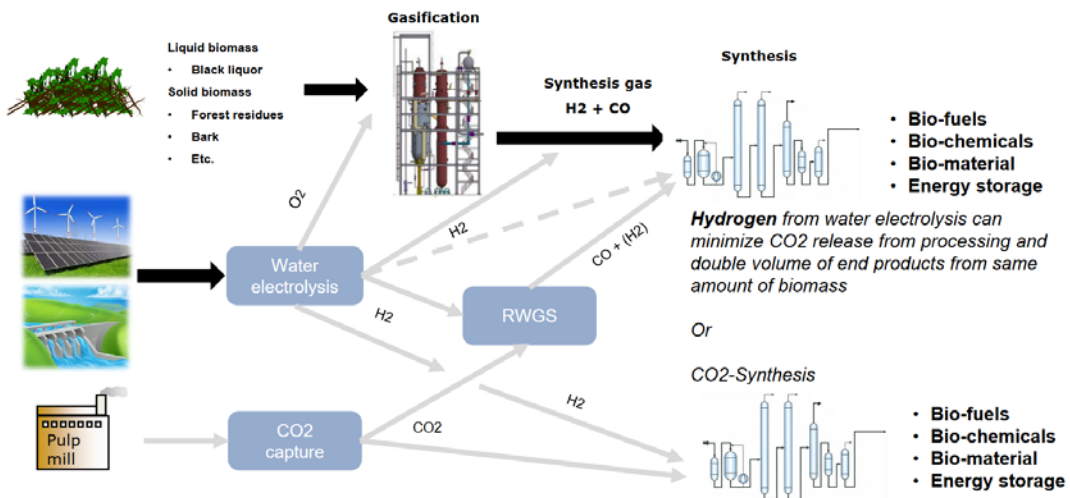 Gasification
Liquid biomass
• Black liquor
Solid biomass
• Forest residues
• Bark
• Etc.
Synthesis gas
H2 + CO
Synthesis
• Bio-fuels
• Bio-chemicals
• Bio-material
• Energy storage
O2
H2
CO + (H2)
Water
electrolysis
Hydrogen from water electrolysis can
minimize CO2 release from processing and
double volume of end products from same
amount of biomass
H2
RWGS
Or
CO2-Synthesis
H2
Pulp
mill
CO2
capture
CO2
• Bio-fuels
• Bio-chemicals
• Bio-material
• Energy storage